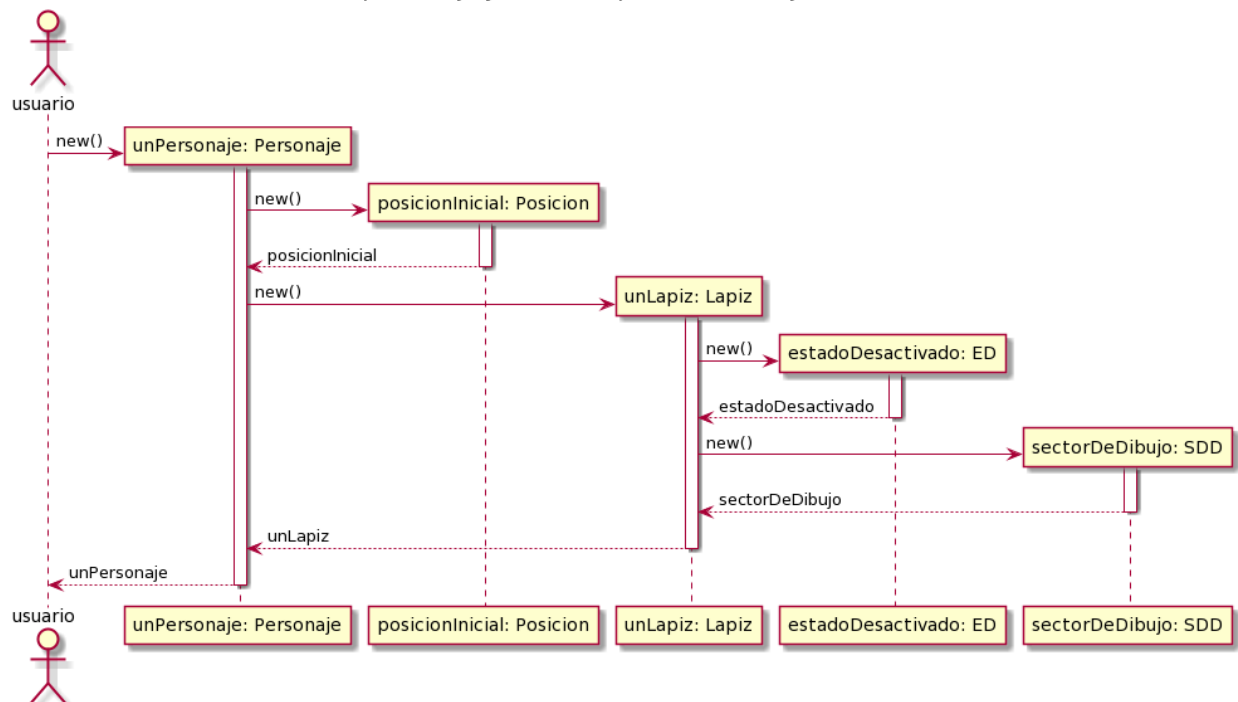 usuario
new()
unPersonaje: Personaje
new()
posicionInicial: Posicion
posicionInicial
new()
unLapiz: Lapiz
new()
estadoDesactivado: ED
estadoDesactivado
new()
sectorDeDibujo: SDD
sectorDeDibujo
unLapiz
unPersonaje
usuario
unPersonaje: Personaje
posicionInicial: Posicion
unLapiz: Lapiz
estadoDesactivado: ED
sectorDeDibujo: SDD